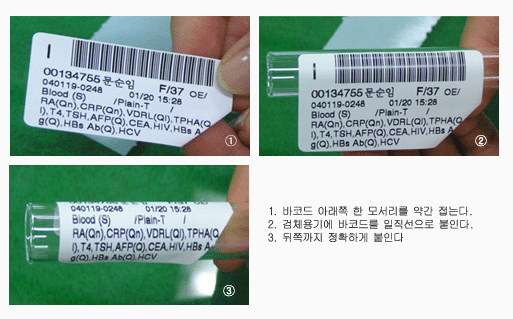 I
00134755 문순임 F/37 OE/
040119-0248 01/20 15:28
Blood (S) /Plain-T /
RA(Qn),CRP(Qn),VDRL(Ql),TPHA(Q
l),T4,TSH,AFP(Q),CEA,HIV,HBs A
g(Q),HBs Ab(Q),HCV
①
I
00134755 문순임 F/37 OE/
040119-0248 01/20 15:28
Blood (S) /Plain-T /
RA(Qn),CRP(Qn),VDRL(Ql),TPHA(Q
l),T4,TSH,AFP(Q),CEA,HIV,HBs A
g(Q),HBs Ab(Q),HCV
②
040119-0248 01/20 15:28
Blood (S) /Plain-T /
RA(Qn),CRP(Qn),VDRL(Ql),TPHA(Q
l),T4,TSH,AFP(Q),CEA,HIV,HBs A
g(Q),HBs Ab(Q),HCV
③
1. 바코드 아래쪽 한 모서리를 약간 접는다.
2. 검체용기에 바코드를 일직선으로 붙인다.
3. 뒤쪽까지 정확하게 붙인다